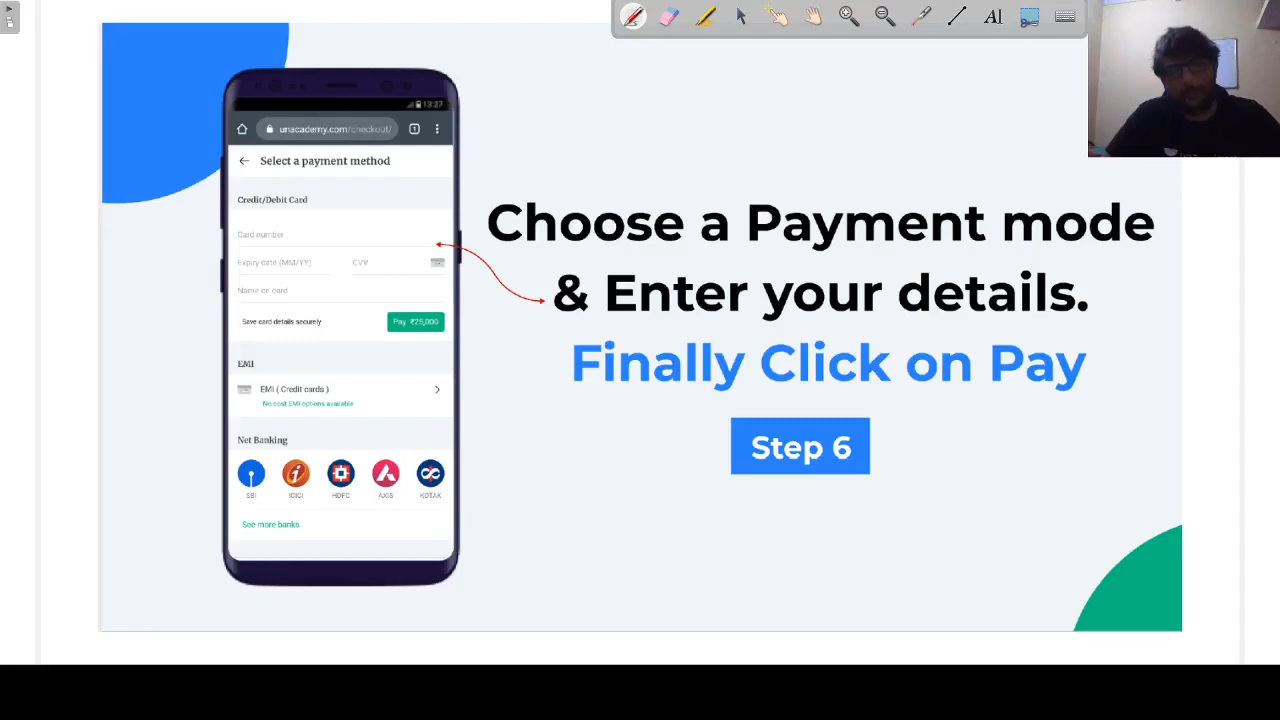 13:27
unacademy.com/checkout/
1
Select a payment method
Credit/Debit Card
Card number
Expiry date (MM/YY)
CVV
Name on card
Save card details securely
Pay ₹25,000
EMI
EMI ( Credit cards )
No cost EMI options available
Net Banking
SBI
ICICI
HDFC
AXIS
KOTAK
See more banks
Choose a Payment mode
& Enter your details.
Finally Click on Pay
Step 6
AI